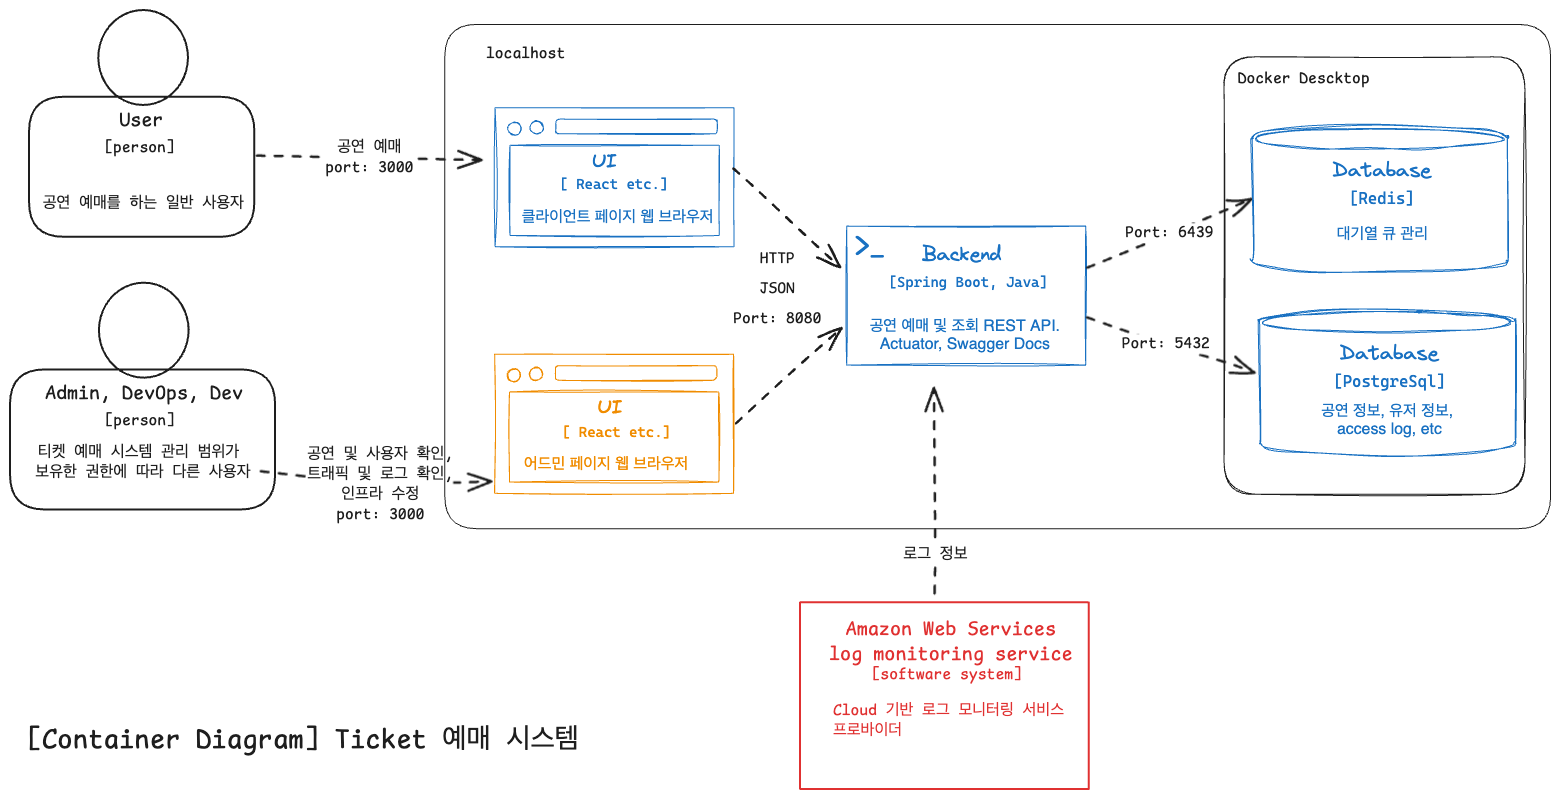 User
[person]
공연 예매를 하는 일반 사용자
공연 예매
port: 3000
localhost
UI
[ React etc.]
클라이언트 페이지 웹 브라우저
HTTP
JSON
Port: 8080
>_
Backend
[Spring Boot, Java]
공연 예매 및 조회 REST API.
Actuator, Swagger Docs
Port: 6439
Port: 5432
Docker Descktop
Database
[Redis]
대기열 큐 관리
Database
[PostgreSql]
공연 정보, 유저 정보,
access log, etc
Admin, DevOps, Dev
[person]
티켓 예매 시스템 관리 범위가
보유한 권한에 따라 다른 사용자
공연 및 사용자 확인,
트래픽 및 로그 확인,
인프라 수정
port: 3000
UI
[ React etc.]
어드민 페이지 웹 브라우저
로그 정보
Amazon Web Services
log monitoring service
[software system]
Cloud 기반 로그 모니터링 서비스
프로바이더
[Container Diagram] Ticket 예매 시스템